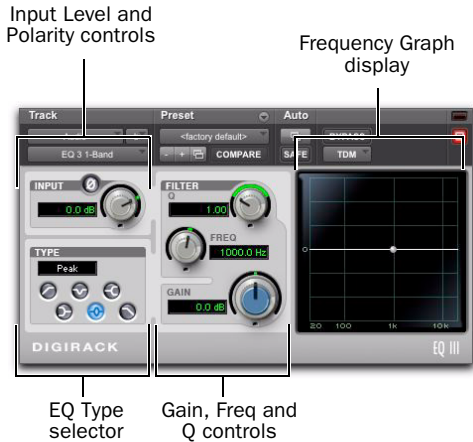 Input Level and
Polarity controls
Frequency Graph
display
Track
Preset
Auto
<factory default>
BYPASS
EQ 3 1-Band
- +
COMPARE
SAFE
TDM
INPUT
Ø
0.0 dB
FILTER
Q
1.00
FREQ
1000.0 Hz
TYPE
Peak
GAIN
0.0 dB
0
20 100 1k 10k
DIGIRACK
EQ III
EQ Type
selector
Gain, Freq and
Q controls